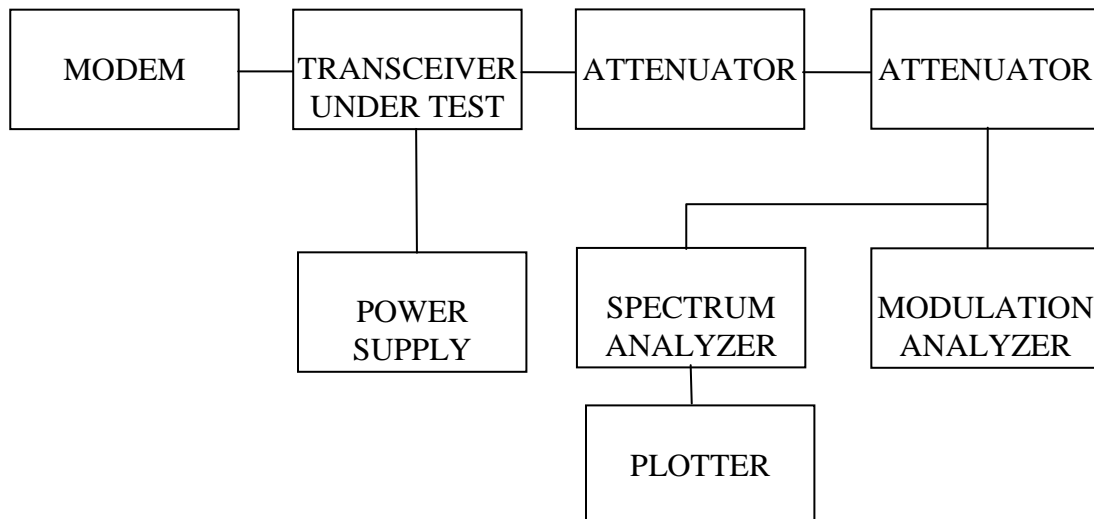 MODEM
TRANSCEIVER
UNDER TEST
ATTENUATOR
ATTENUATOR
POWER
SUPPLY
SPECTRUM
ANALYZER
MODULATION
ANALYZER
PLOTTER